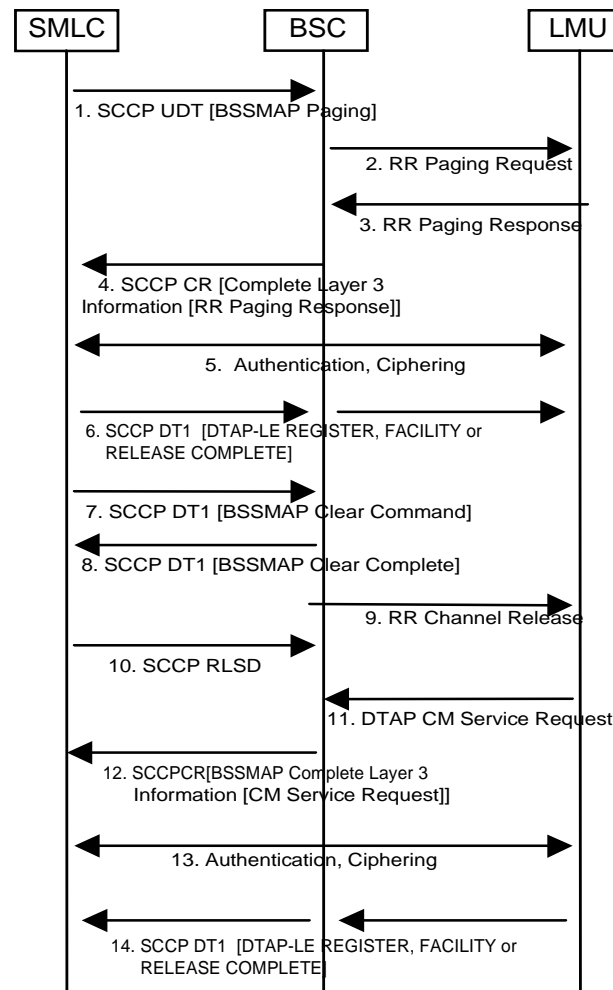 SMLC
BSC
LMU
1. SCCP UDT [BSSMAP Paging]
2. RR Paging Request
3. RR Paging Response
4. SCCP CR [Complete Layer 3
Information [RR Paging Response]]
5. Authentication, Ciphering
6. SCCP DT1 [DTAP-LE REGISTER, FACILITY or
RELEASE COMPLETE]
7. SCCP DT1 [BSSMAP Clear Command]
8. SCCP DT1 [BSSMAP Clear Complete]
9. RR Channel Release
10. SCCP RLSD
11. DTAP CM Service Request
12. SCCPCR[BSSMAP Complete Layer 3
Information [CM Service Request]]
13. Authentication, Ciphering
14. SCCP DT1 [DTAP-LE REGISTER, FACILITY or
RELEASE COMPLETE]